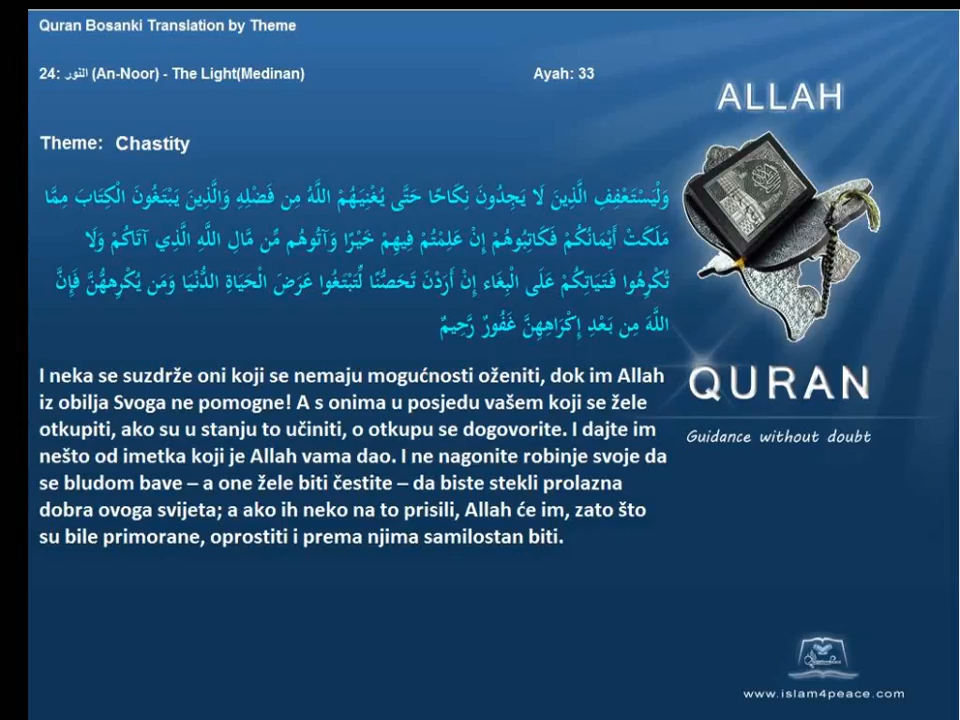 Quran Bosanki Translation by Theme
24: النور (An-Noor) - The Light(Medinan)
Ayah: 33
ALLAH
Theme: Chastity
وَلْيَسْتَعْفِفِ الَّذِينَ لَا يَجِدُونَ نِكَاحًا حَتَّى يُغْنِيَهُمْ اللَّهُ مِن فَضْلِهِ وَالَّذِينَ يَبْتَغُونَ الْكِتَابَ مِمَّا
مَلَكَتْ أَيْمَانُكُمْ فَكَاتِبُوهُمْ إِنْ عَلِمْتُمْ فِيهِمْ خَيْرًا وَآتُوهُم مِّن مَّالِ اللَّهِ الَّذِي آتَاكُمْ وَلَا
تُكْرِهُوا فَتَيَاتِكُمْ عَلَى الْبِغَاء إِنْ أَرَدْنَ تَحَصُّنًا لِّتَبْتَغُوا عَرَضَ الْحَيَاةِ الدُّنْيَا وَمَن يُكْرِههُّنَّ فَإِنَّ
اللَّهَ مِن بَعْدِ إِكْرَاهِهِنَّ غَفُورٌ رَّحِيمٌ
I neka se suzdrže oni koji se nemaju mogućnosti oženiti, dok im Allah
iz obilja Svoga ne pomogne! A s onima u posjedu vašem koji se žele
otkupiti, ako su u stanju to učiniti, o otkupu se dogovorite. I dajte im
nešto od imetka koji je Allah vama dao. I ne nagonite robinje svoje da
se bludom bave – a one žele biti čestite – da biste stekli prolazna
dobra ovoga svijeta; a ako ih neko na to prisili, Allah će im, zato što
su bile primorane, oprostiti i prema njima samilostan biti.
QURAN
Guidance without doubt
www.islam4peace.com